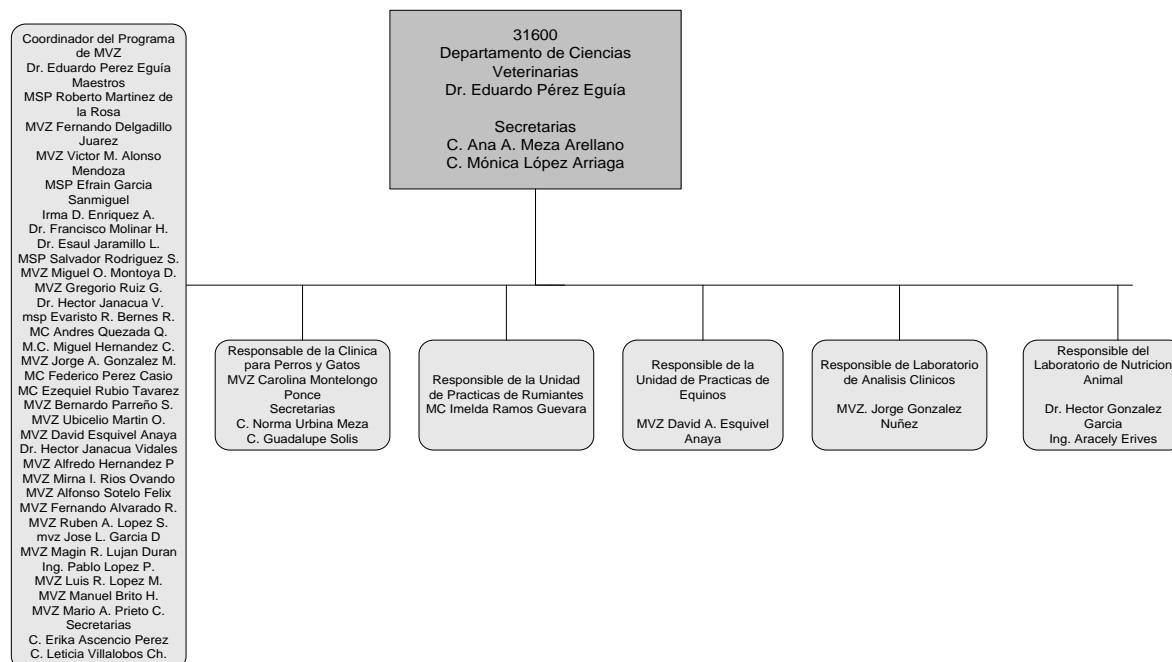 Coordinador del Programa
de MVZ
Dr. Eduardo Perez Eguía
Maestros
MSP Roberto Martinez de
la Rosa
MVZ Fernando Delgadillo
Juarez
MVZ Victor M. Alonso
Mendoza
MSP Efrain Garcia
Sanmiguel
Irma D. Enriquez A.
Dr. Francisco Molinar H.
Dr. Esaul Jaramillo L.
MSP Salvador Rodriguez S.
MVZ Miguel O. Montoya D.
MVZ Gregorio Ruiz G.
Dr. Hector Janacua V.
msp Evaristo R. Bernes R.
MC Andres Quezada Q.
M.C. Miguel Hernandez C.
MVZ Jorge A. Gonzalez M.
MC Federico Perez Casio
MC Ezequiel Rubio Tavarez
MVZ Bernardo Parreño S.
MVZ Ubicelio Martin O.
MVZ David Esquivel Anaya
Dr. Hector Janacua Vidales
MVZ Alfredo Hernandez P
MVZ Mirna I. Rios Ovando
MVZ Alfonso Sotelo Felix
MVZ Fernando Alvarado R.
MVZ Ruben A. Lopez S.
mvz Jose L. Garcia D
MVZ Magin R. Lujan Duran
Ing. Pablo Lopez P.
MVZ Luis R. Lopez M.
MVZ Manuel Brito H.
MVZ Mario A. Prieto C.
Secretarias
C. Erika Ascencio Perez
C. Leticia Villalobos Ch.
31600
Departamento de Ciencias
Veterinarias
Dr. Eduardo Pérez Eguía
Secretarias
C. Ana A. Meza Arellano
C. Mónica López Arriaga
Responsable de la Clinica
para Perros y Gatos
MVZ Carolina Montelongo
Ponce
Secretarias
C. Norma Urbina Meza
C. Guadalupe Solis
Responsible de la Unidad
de Practicas de Rumiantes
MC Imelda Ramos Guevara
Responsible de la
Unidad de Practicas de
Equinos
MVZ David A. Esquivel
Anaya
Responsible de Laboratorio
de Analisis Clinicos
MVZ. Jorge Gonzalez
Nuñez
Responsible del
Laboratorio de Nutricion
Animal
Dr. Hector Gonzalez
Garcia
Ing. Aracely Erives